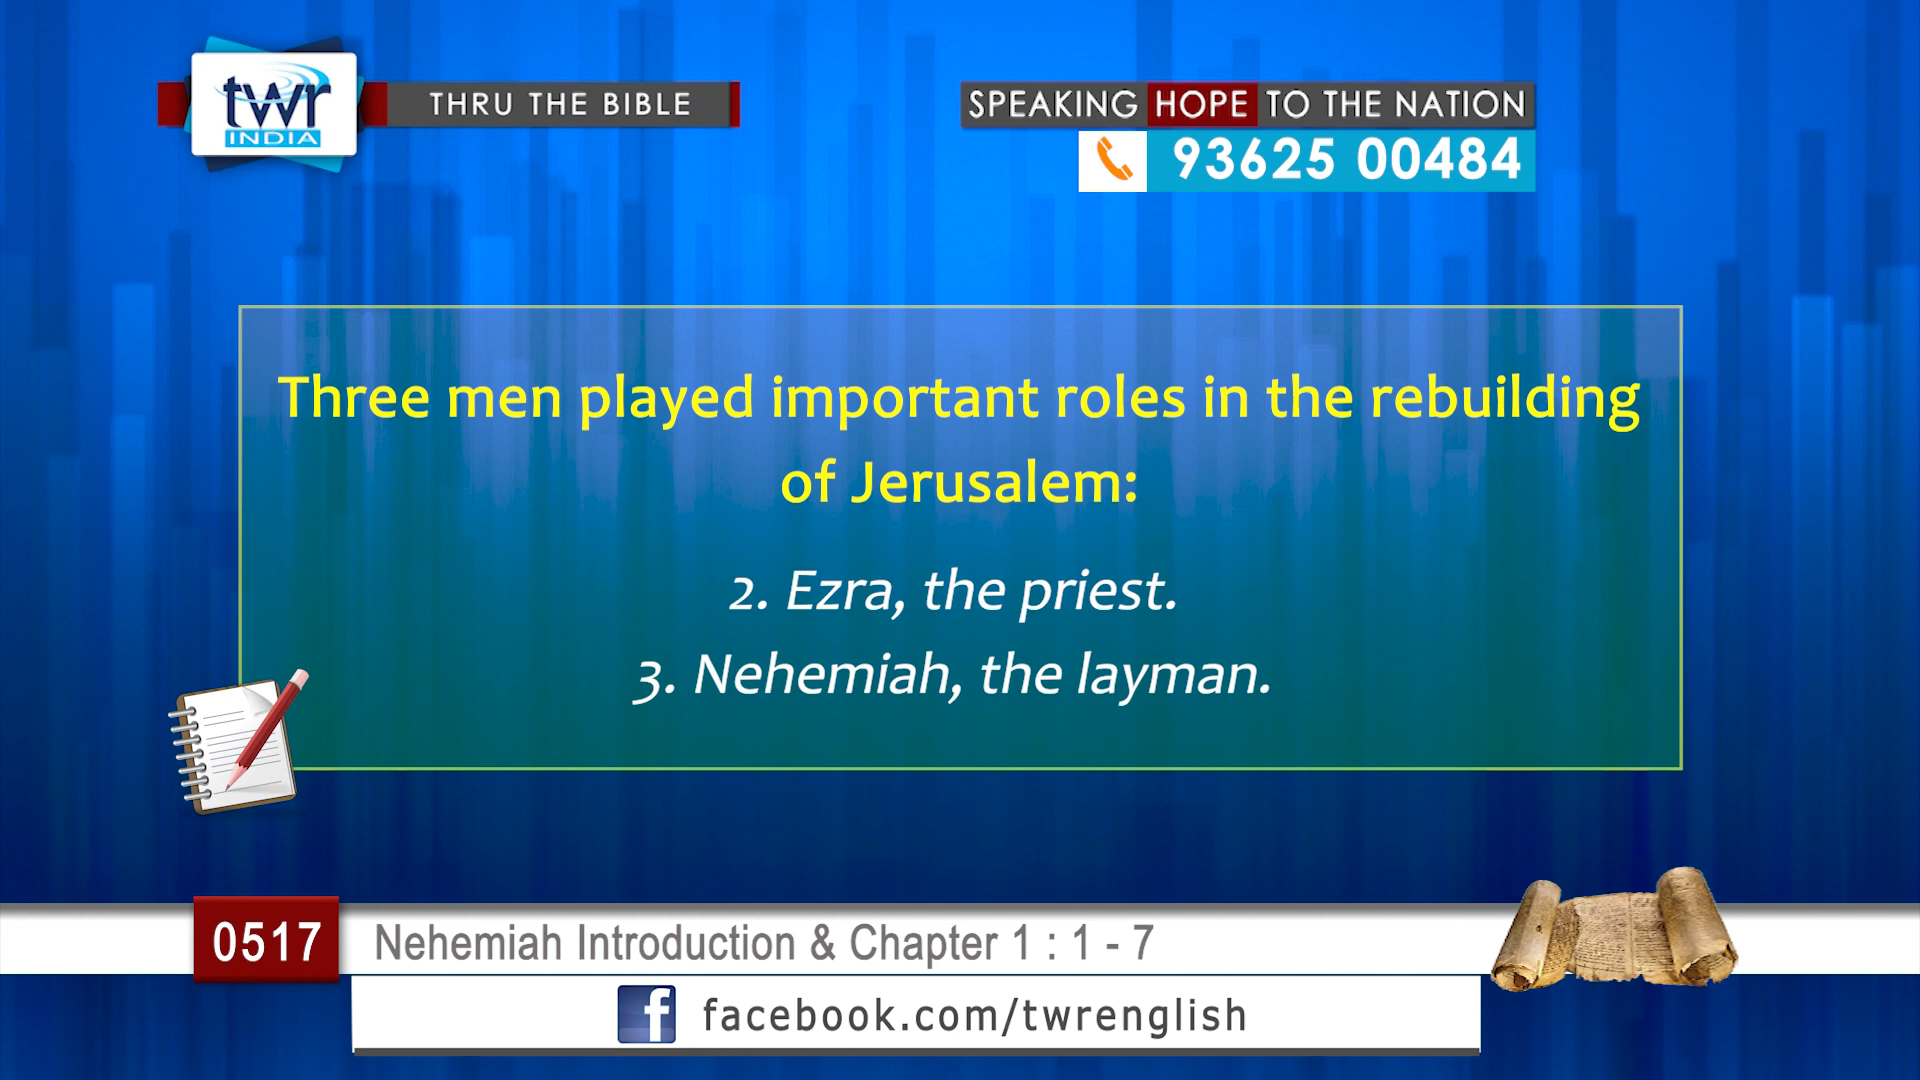 twr
INDIA
THRU THE BIBLE
SPEAKING HOPE TO THE NATION
93625 00484
Three men played important roles in the rebuilding
of Jerusalem:
2. Ezra, the priest.
3. Nehemiah, the layman.
0517
Nehemiah Introduction & Chapter 1 : 1 - 7
f facebook.com/twrenglish